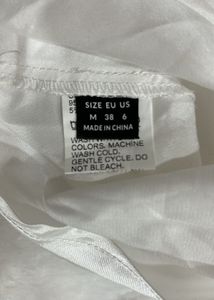 SIZE EU US
M 38 6
MADE IN CHINA
COLORS. MACHINE
WASH COLD.
GENTLE CYCLE. DO
NOT BLEACH.